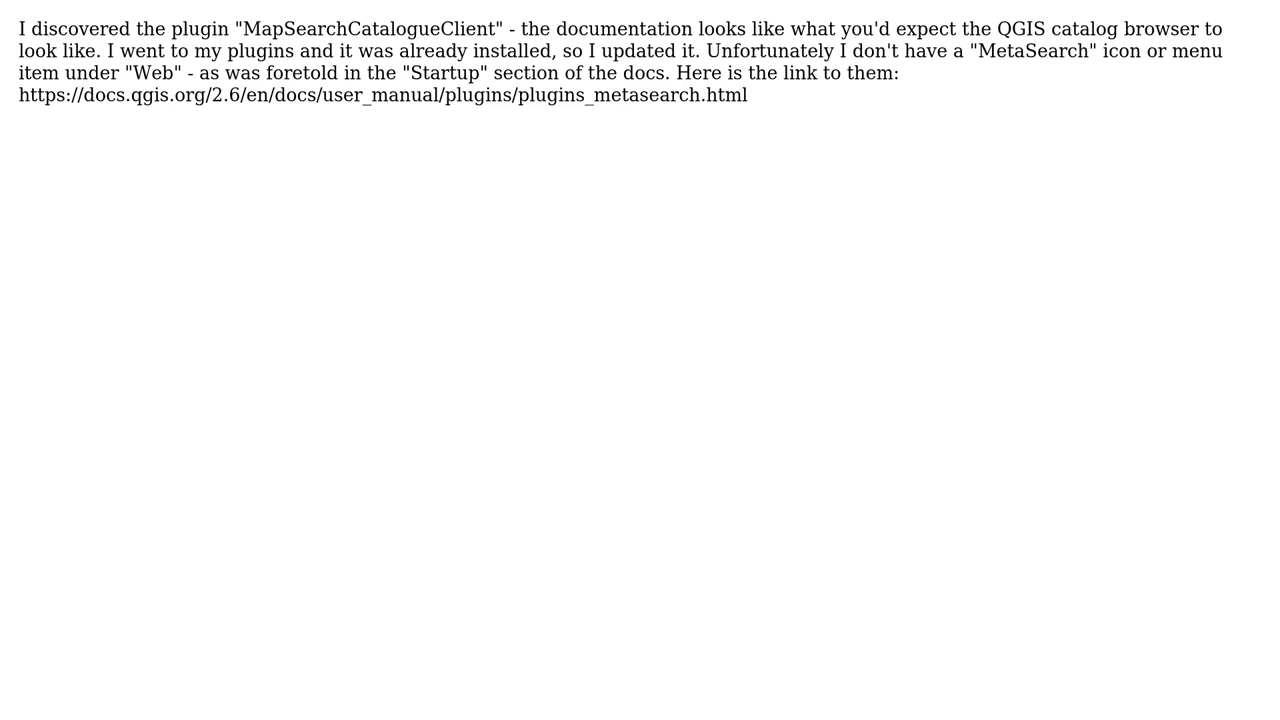 I discovered the plugin "MapSearchCatalogueClient" - the documentation looks like what you'd expect the QGIS catalog browser to
look like. I went to my plugins and it was already installed, so I updated it. Unfortunately I don't have a "MetaSearch" icon or menu
item under "Web" - as was foretold in the "Startup" section of the docs. Here is the link to them:
https://docs.qgis.org/2.6/en/docs/user_manual/plugins/plugins_metasearch.html